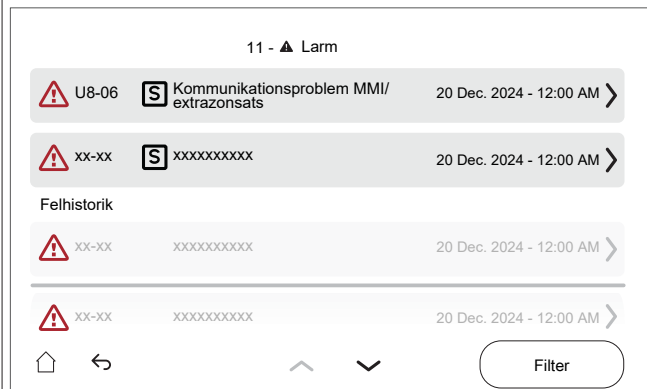 11 - Larm
U8-06 S Kommunikationsproblem MMI/
extrazonsats 20 Dec. 2024 - 12:00 AM
xx-xx S xxxxxxxxxx 20 Dec. 2024 - 12:00 AM
Felhistorik
xx-xx xxxxxxxxxx 20 Dec. 2024 - 12:00 AM
xx-xx xxxxxxxxxx 20 Dec. 2024 - 12:00 AM
Filter